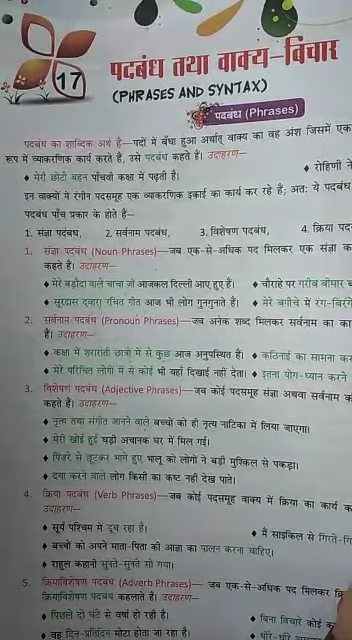 17
पदबंध तथा वाक्य-विचार
(PHRASES AND SYNTAX)
पदबंध (Phrases)
पदबंध का शाब्दिक अर्थ है—पदों में बँधा हुआ अर्थात् वाक्य का वह अंश जिसमें एक
रूप में व्याकरणिक कार्य करते हैं, उसे पदबंध कहते हैं। उदाहरण—
♦ मेरी छोटी बहन पाँचवी कक्षा में पढ़ती है। ♦ रोहिणी ने
इन वाक्यों में रंगीन पदसमूह एक व्याकरणिक इकाई का कार्य कर रहे हैं; अतः ये पदबंध
पदबंध पाँच प्रकार के होते हैं—
1. संज्ञा पदबंध, 2. सर्वनाम पदबंध, 3. विशेषण पदबंध, 4. क्रिया पद
1. संज्ञा पदबंध (Noun Phrases)—जब एक-से-अधिक पद मिलकर एक संज्ञा क
कहते हैं। उदाहरण—
♦ मेरे बड़ौदा वाले चाचा जी आजकल दिल्ली आए हुए हैं। ♦ चौराहे पर गरीब बीमार ब
♦ सूरदास द्वारा रचित गीत आज भी लोग गुनगुनाते हैं। ♦ मेरे बगीचे में रंग-बिरंगे
2. सर्वनाम पदबंध (Pronoun Phrases)—जब अनेक शब्द मिलकर सर्वनाम का का
हैं। उदाहरण—
♦ कक्षा में शरारती छात्रों में से कुछ आज अनुपस्थित हैं। ♦ कठिनाई का सामना कर
♦ मेरे परिचित लोगों में से कोई भी यहाँ दिखाई नहीं देता। ♦ इतना योग-ध्यान करने
3. विशेषण पदबंध (Adjective Phrases)—जब कोई पदसमूह संज्ञा अथवा सर्वनाम क
कहते हैं। उदाहरण—
♦ नृत्य तथा संगीत जानने वाले बच्चों को ही नृत्य नाटिका में लिया जाएगा।
♦ मेरी खोई हुई घड़ी अचानक घर में मिल गई।
♦ पिंजरे से छूटकर भागे हुए भालू को लोगों ने बड़ी मुश्किल से पकड़ा।
♦ दया करने वाले लोग किसी का कष्ट नहीं देख पाते।
4. क्रिया पदबंध (Verb Phrases)—जब कोई पदसमूह वाक्य में क्रिया का कार्य क
उदाहरण—
♦ सूर्य पश्चिम में डूब रहा है। ♦ मैं साइकिल से गिरते-गि
♦ बच्चों को अपने माता-पिता की आज्ञा का पालन करना चाहिए।
♦ राहुल कहानी सुनते-सुनते सो गया।
5. क्रियाविशेषण पदबंध (Adverb Phrases)— जब एक-से-अधिक पद मिलकर क्रि
क्रियाविशेषण पदबंध कहलाते हैं। उदाहरण—
♦ पिछले दो घंटे से वर्षा हो रही है। ♦ बिना विचारे कोई क
♦ वह दिन-प्रतिदिन मोटा होता जा रहा है। ♦ धीरे-धीरे